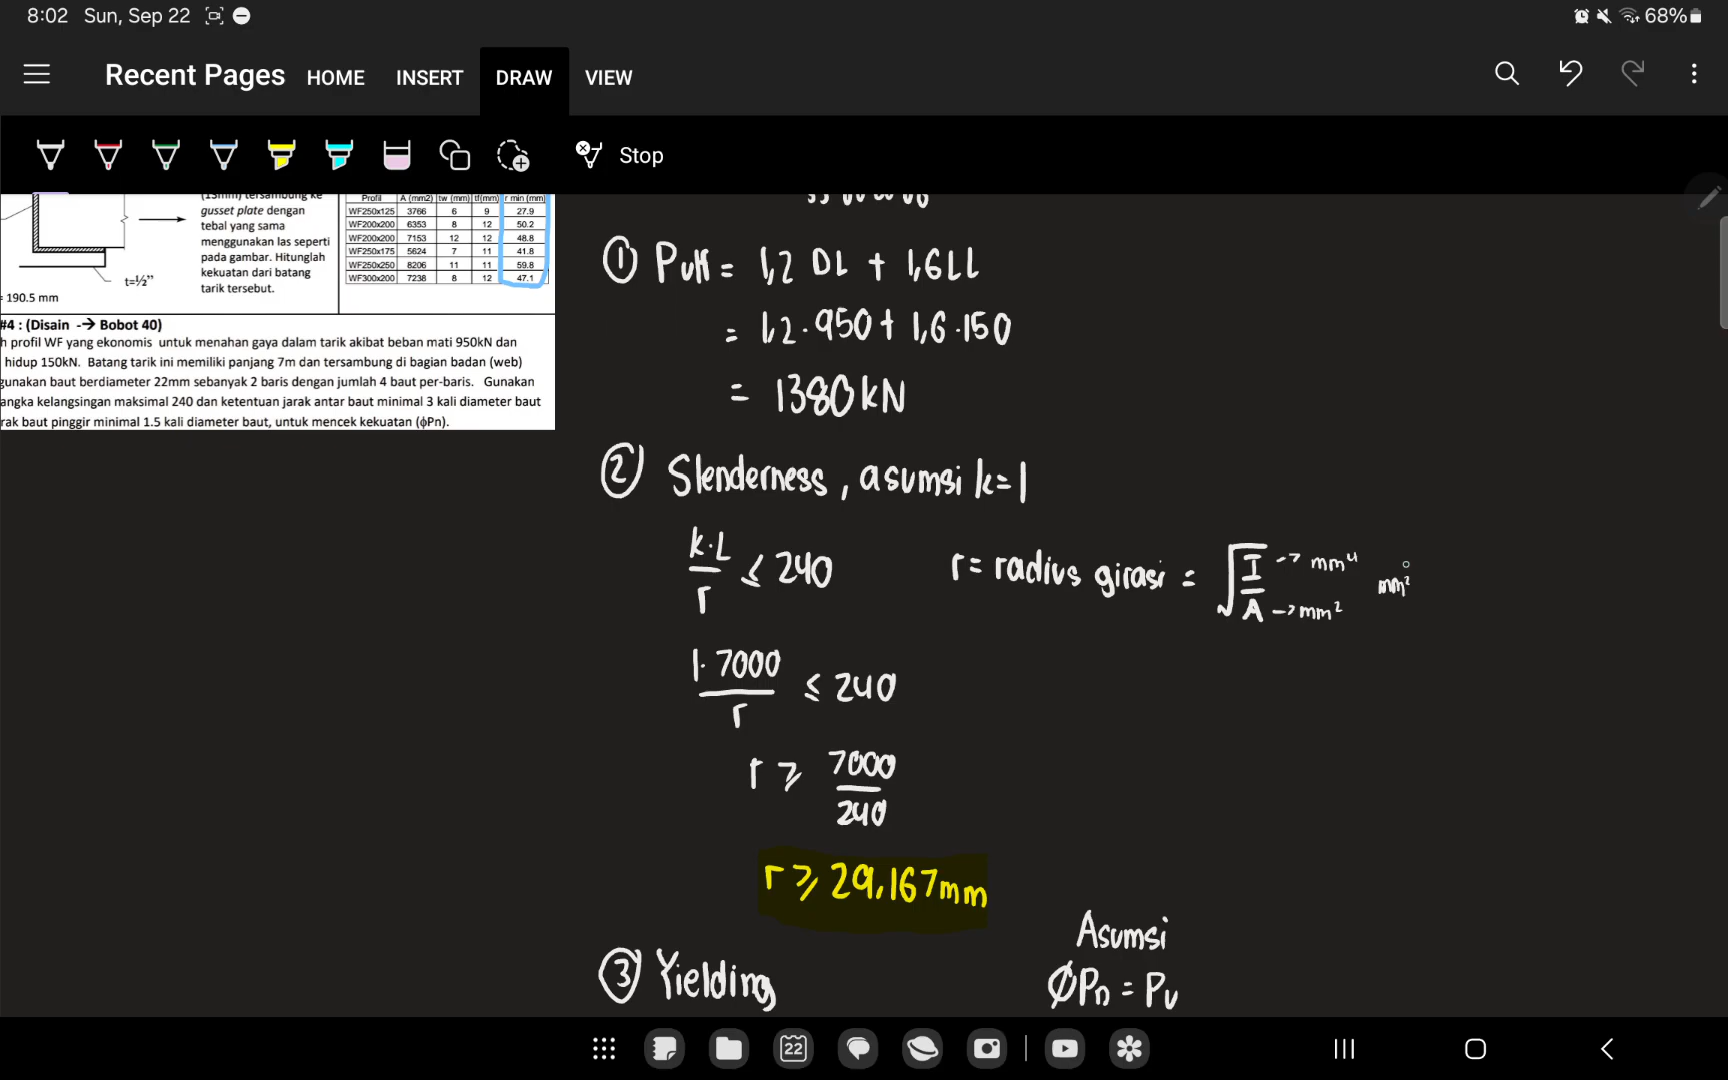 8:02 Sun, Sep 22 68%
Recent Pages HOME INSERT DRAW VIEW
Stop
(13mm) tersambung ke
gusset plate dengan
tebal yang sama
menggunakan las seperti
pada gambar. Hitunglah
kekuatan dari batang
tarik tersebut.
t=½"
= 190.5 mm
Profil A (mm2) tw (mm) tf(mm) r min (mm)
WF250x125 3766 6 9 27.9
WF200x200 6353 8 12 50.2
WF200x200 7153 12 12 48.8
WF250x175 5624 7 11 41.8
WF250x250 8206 11 11 59.8
WF300x200 7238 8 12 47.1
#4 : (Disain -→ Bobot 40)
h profil WF yang ekonomis untuk menahan gaya dalam tarik akibat beban mati 950kN dan
hidup 150kN. Batang tarik ini memiliki panjang 7m dan tersambung di bagian badan (web)
gunakan baut berdiameter 22mm sebanyak 2 baris dengan jumlah 4 baut per-baris. Gunakan
angka kelangsingan maksimal 240 dan ketentuan jarak antar baut minimal 3 kali diameter baut
rak baut pinggir minimal 1.5 kali diameter baut, untuk mencek kekuatan (ϕPn).
① Pult = 1,2 DL + 1,6LL
= 1,2 . 950 + 1,6 . 150
= 1380 kN
② Slenderness, asumsi k=1
k.L
r
≤ 240
r = radius girasi = √ I → mm4
A → mm²
mm²
1. 7000
r
≤ 240
r ≥ 7000
240
r ≥ 29,167mm
③ Yielding
Asumsi
ØPn = Pu
22